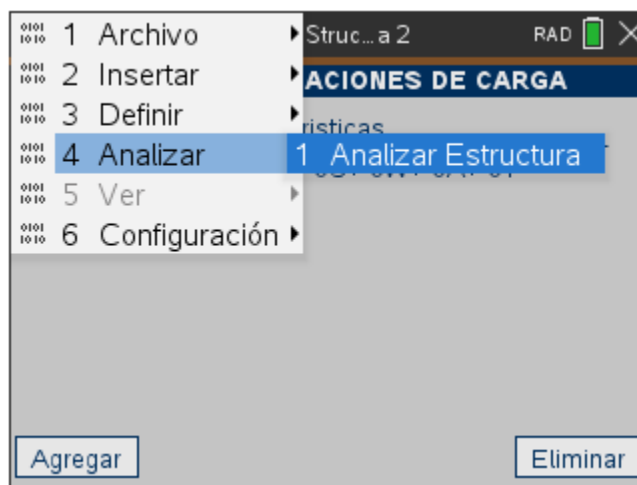 1 Archivo
Struc...a 2 RAD
2 Insertar
ACIONES DE CARGA
3 Definir
risticas
4 Analizar
1 Analizar Estructura
5 Ver
6 Configuración
Agregar
Eliminar